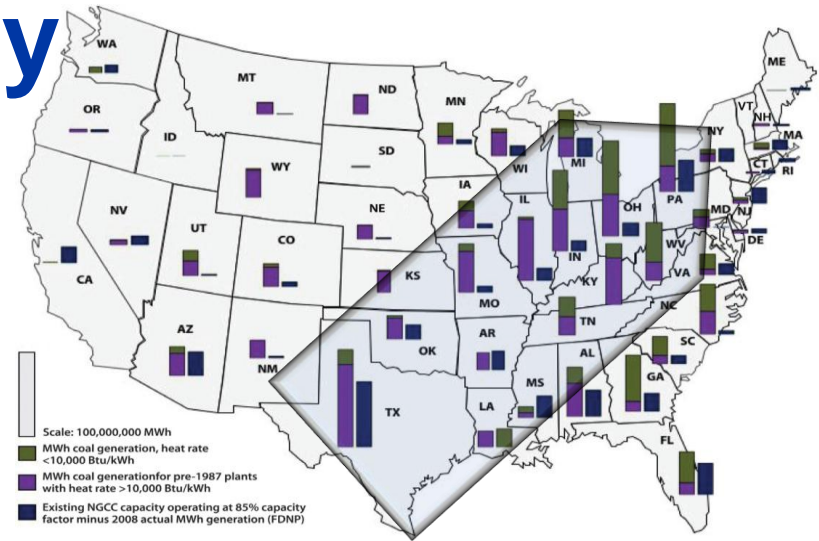 y
WA
ME
MT
ND
MN
VT
NH
OR
NY
MA
ID
SD
WI
MI
CT
RI
WY
IA
PA
NJ
NV
NE
IL
OH
MD
DE
UT
CO
IN
WV
VA
CA
KS
MO
KY
NC
AZ
OK
AR
TN
SC
NM
MS
AL
GA
TX
LA
FL
Scale: 100,000,000 MWh
MWh coal generation, heat rate
<10,000 Btu/kWh
MWh coal generationfor pre-1987 plants
with heat rate >10,000 Btu/kWh
Existing NGCC capacity operating at 85% capacity
factor minus 2008 actual MWh generation (FDNP)